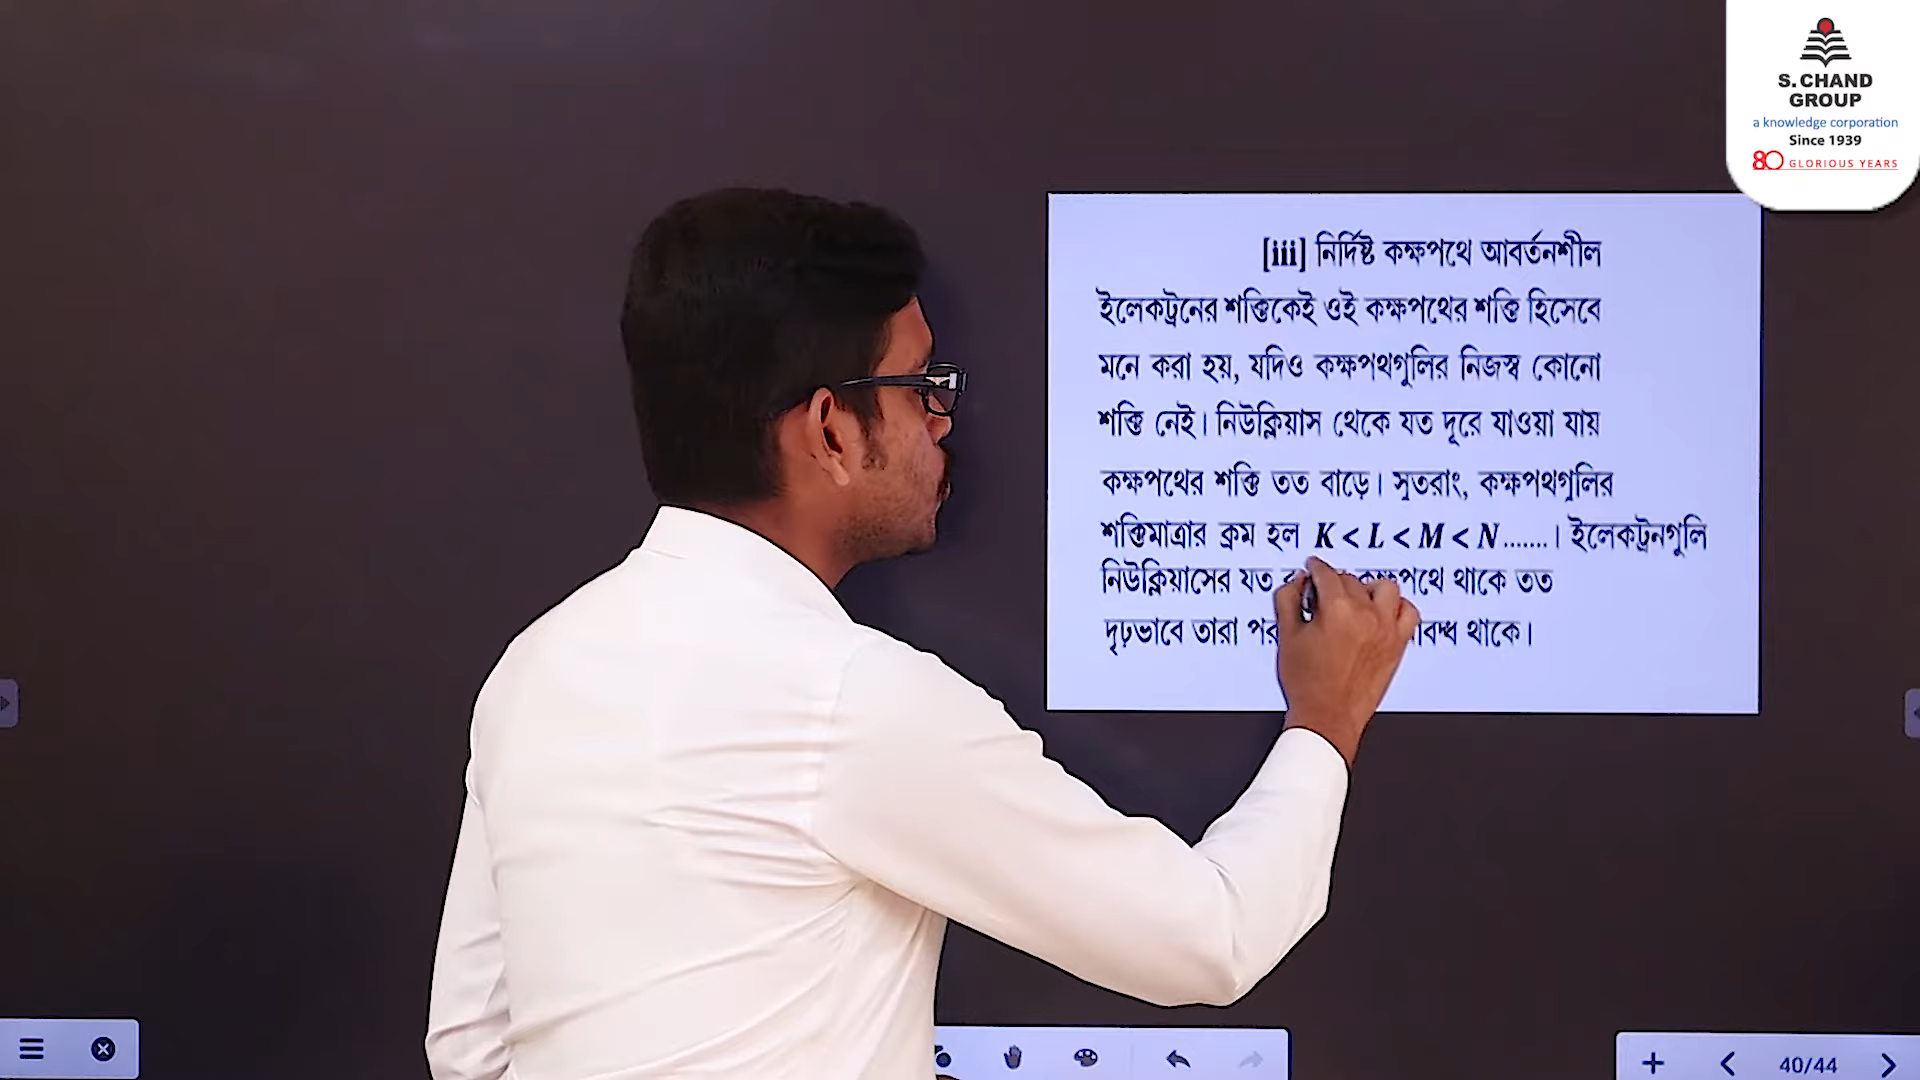 S. CHAND
GROUP
a knowledge corporation
Since 1939
80 GLORIOUS YEARS
[iii] নির্দিষ্ট কক্ষপথে আবর্তনশীল
ইলেকট্রনের শক্তিকেই ওই কক্ষপথের শক্তি হিসেবে
মনে করা হয়, যদিও কক্ষপথগুলির নিজস্ব কোনো
শক্তি নেই। নিউক্লিয়াস থেকে যত দূরে যাওয়া যায়
কক্ষপথের শক্তি তত বাড়ে। সুতরাং, কক্ষপথগুলির
শক্তিমাত্রার ক্রম হল K < L < M < N.......। ইলেকট্রনগুলি
নিউক্লিয়াসের যত কক্ষপথে থাকে তত
দৃঢ়ভাবে তারা থাকে।
40/44